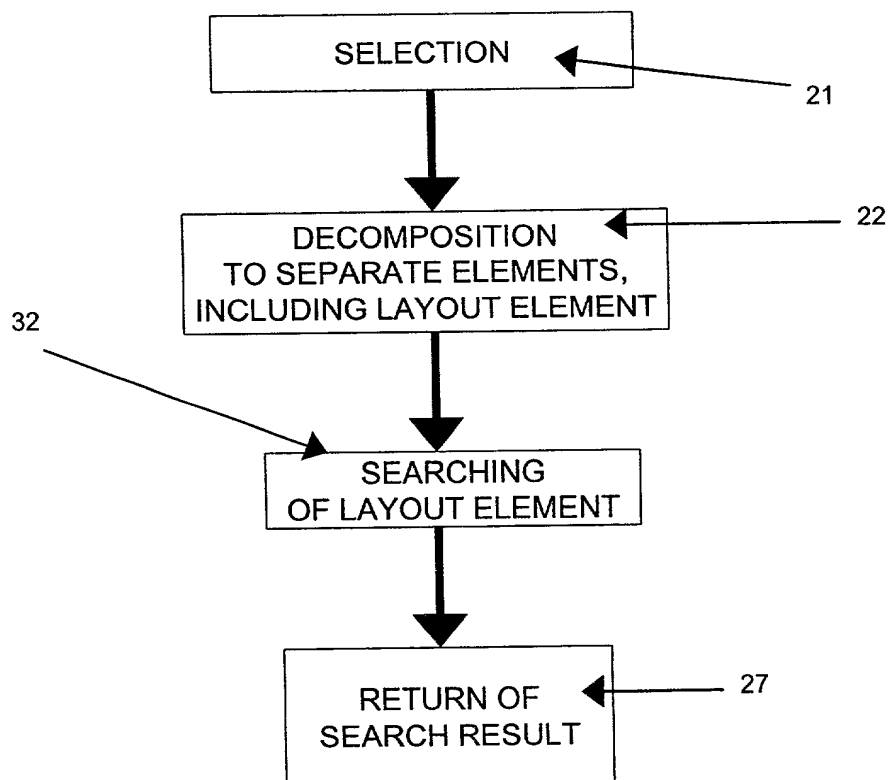 SELECTION
21
DECOMPOSITION
TO SEPARATE ELEMENTS,
INCLUDING LAYOUT ELEMENT
22
32
SEARCHING
OF LAYOUT ELEMENT
RETURN OF
SEARCH RESULT
27